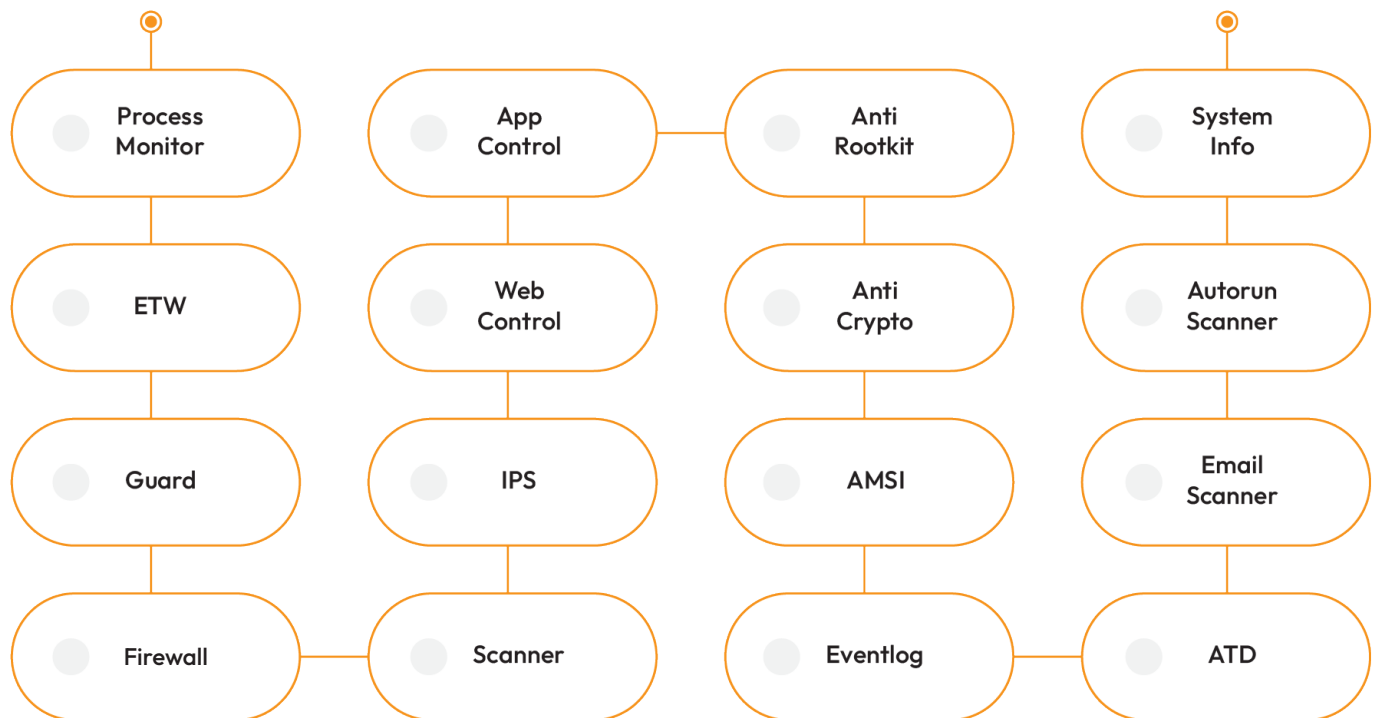 Process
Monitor
App
Control
Anti
Rootkit
System
Info
ETW
Web
Control
Anti
Crypto
Autorun
Scanner
Guard
IPS
AMSI
Email
Scanner
Firewall
Scanner
Eventlog
ATD